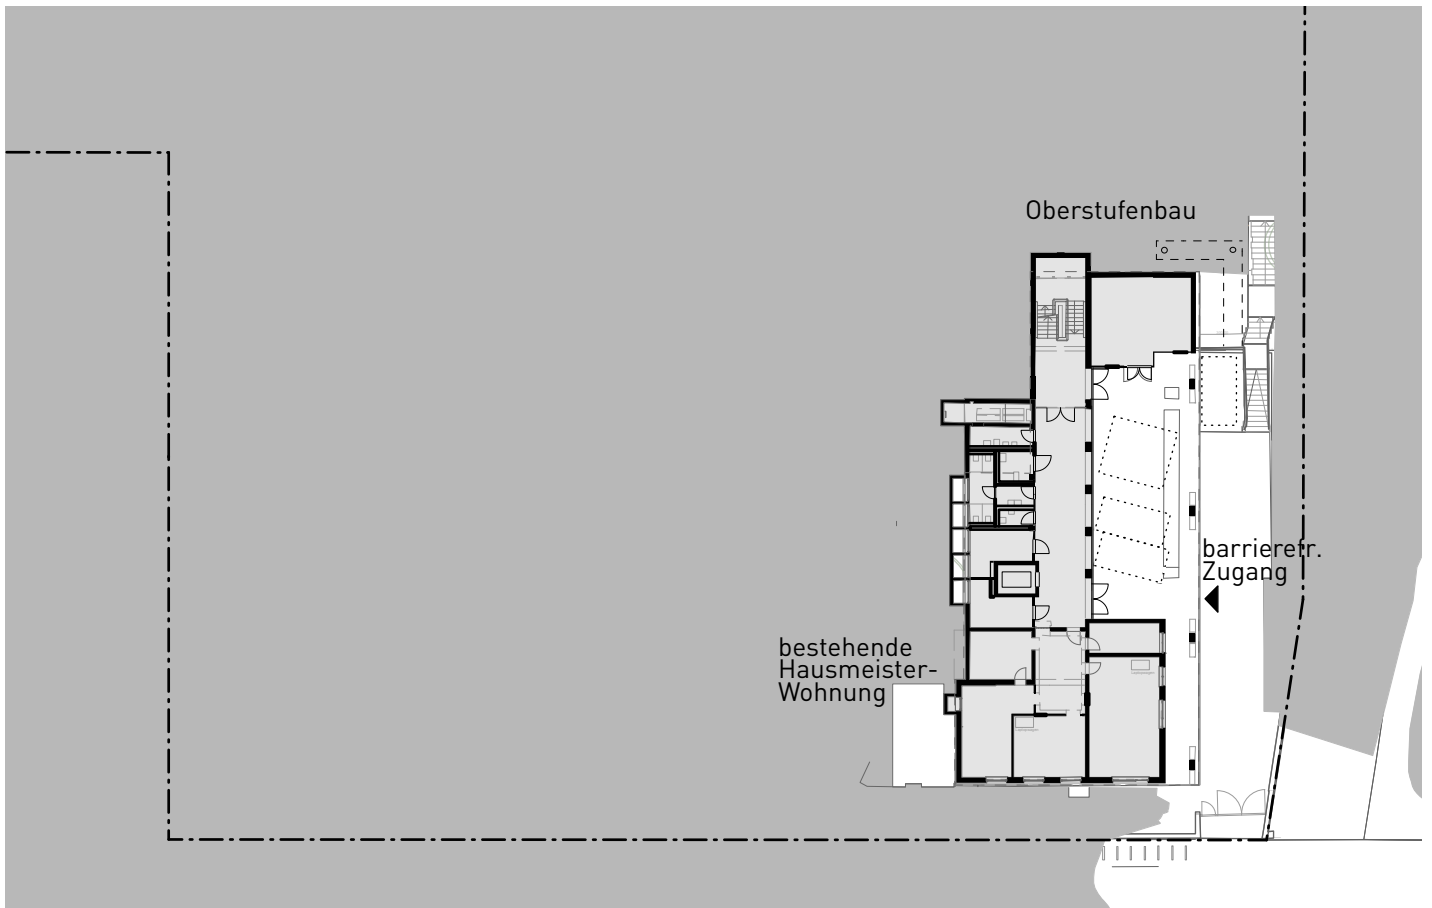 Oberstufenbau
barrierefr.
Zugang
bestehende
Hausmeister-
Wohnung